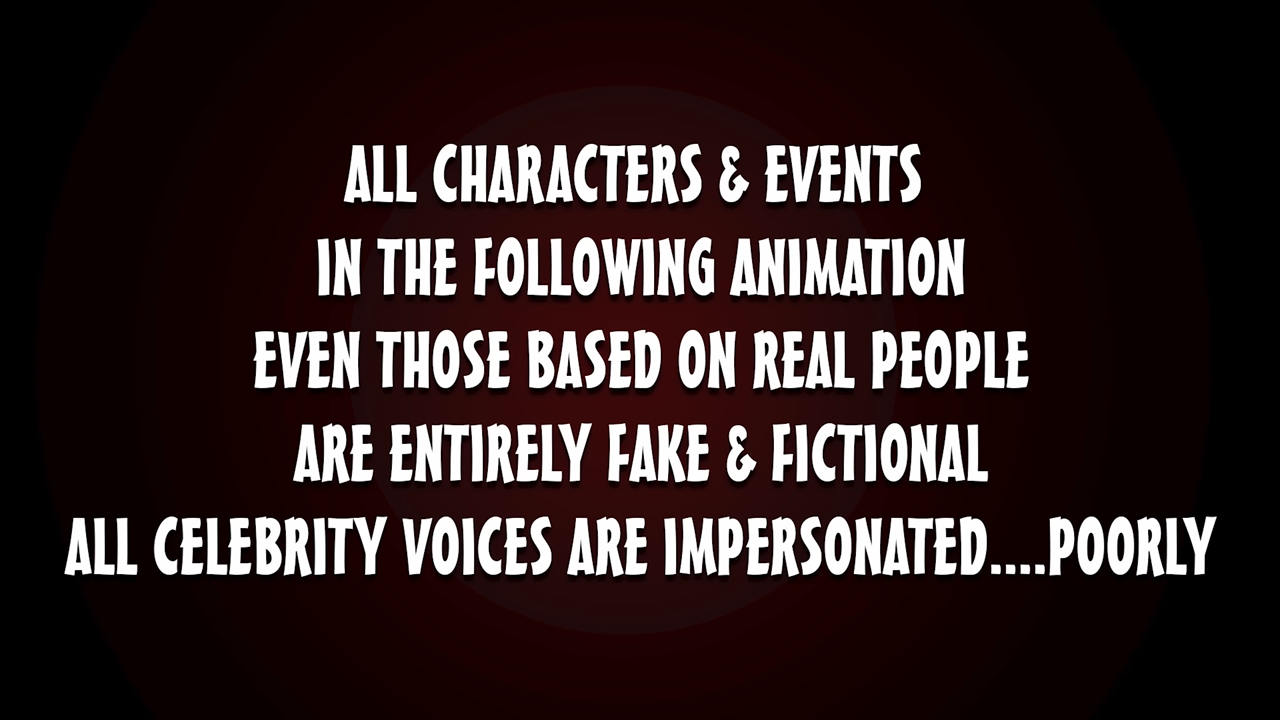 ALL CHARACTERS & EVENTS
IN THE FOLLOWING ANIMATION
EVEN THOSE BASED ON REAL PEOPLE
ARE ENTIRELY FAKE & FICTIONAL
ALL CELEBRITY VOICES ARE IMPERSONATED....POORLY